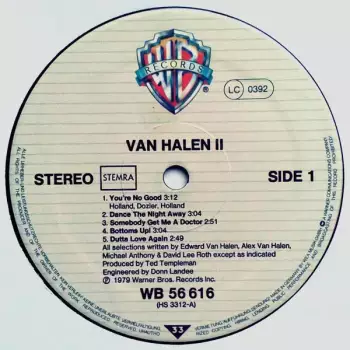 WB
RECORDS
LC 0392
VAN HALEN II
STEREO
STEMRA
SIDE 1
1. You're No Good 3:12
Holland, Dozier, Holland
2. Dance The Night Away 3:04
3. Somebody Get Me A Doctor 2:51
4. Bottoms Up! 3:04
5. Outta Love Again 2:49
All selections written by Edward Van Halen, Alex Van Halen,
Michael Anthony & David Lee Roth except as indicated
Produced by Ted Templeman
Engineered by Donn Landee
℗ 1979 Warner Bros. Records Inc.
WB 56 616
(HS 3312-A)
33